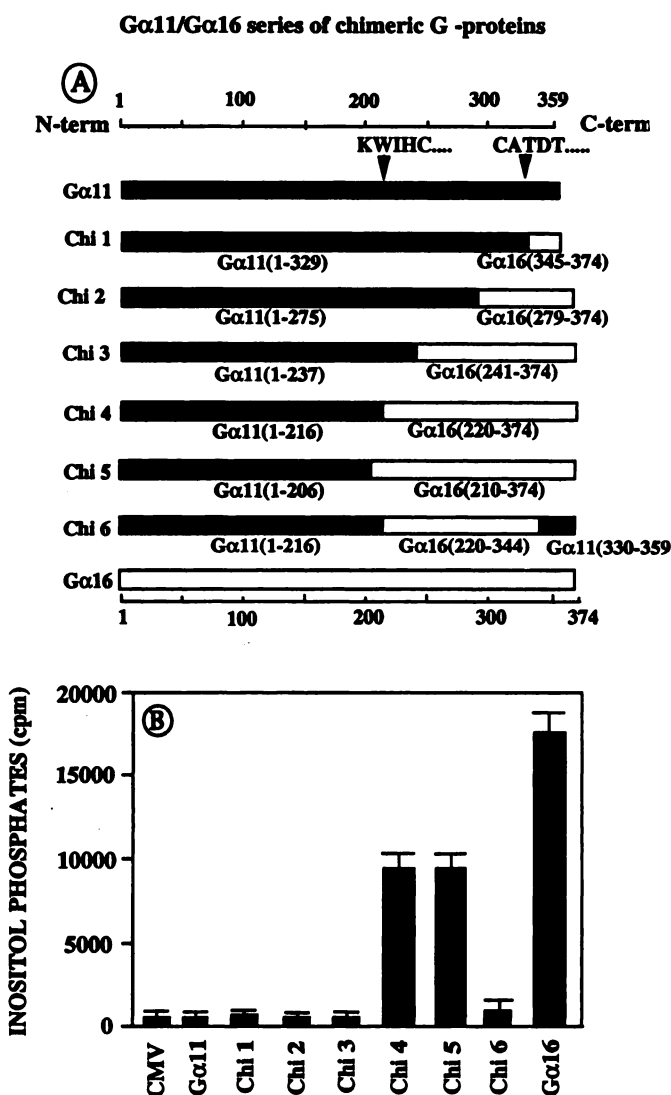 Gα11/Gα16 series of chimeric G -proteins
A
1 100 200 300 359
N-term C-term
KWIHC.... CATDT.....
Gα11
Chi 1
Gα11(1-329) Gα16(345-374)
Chi 2
Gα11(1-275) Gα16(279-374)
Chi 3
Gα11(1-237) Gα16(241-374)
Chi 4
Gα11(1-216) Gα16(220-374)
Chi 5
Gα11(1-206) Gα16(210-374)
Chi 6
Gα11(1-216) Gα16(220-344) Gα11(330-359
Gα16
1 100 200 300 374
B
INOSITOL PHOSPHATES (cpm)
20000
15000
10000
5000
0
CMV Gα11 Chi 1 Chi 2 Chi 3 Chi 4 Chi 5 Chi 6 Gα16